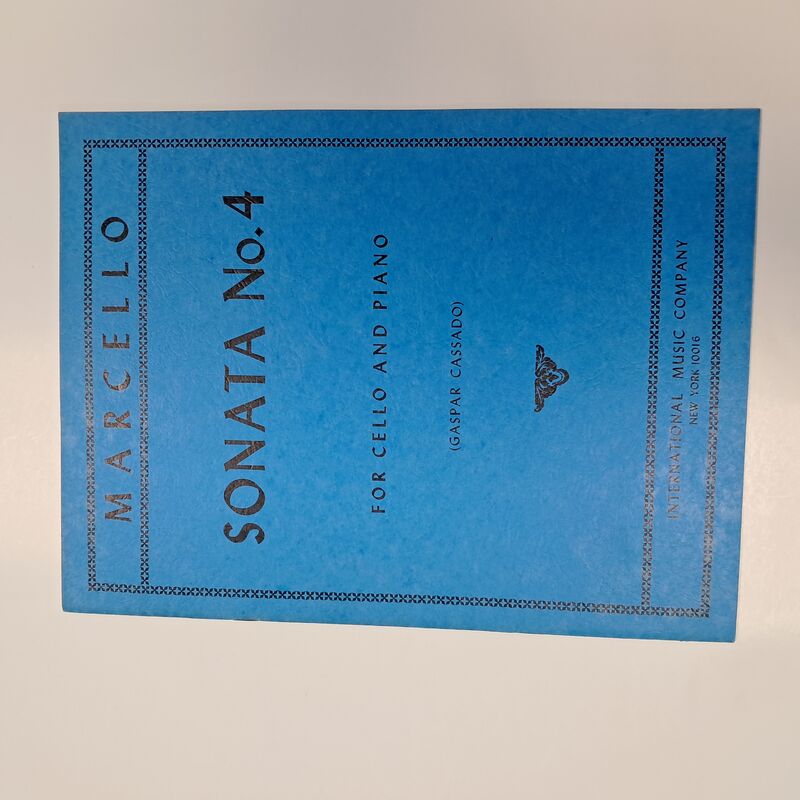 MARCELLO
SONATA No. 4
FOR CELLO AND PIANO
(GASPAR CASSADO)
INTERNATIONAL MUSIC COMPANY
NEW YORK 10016